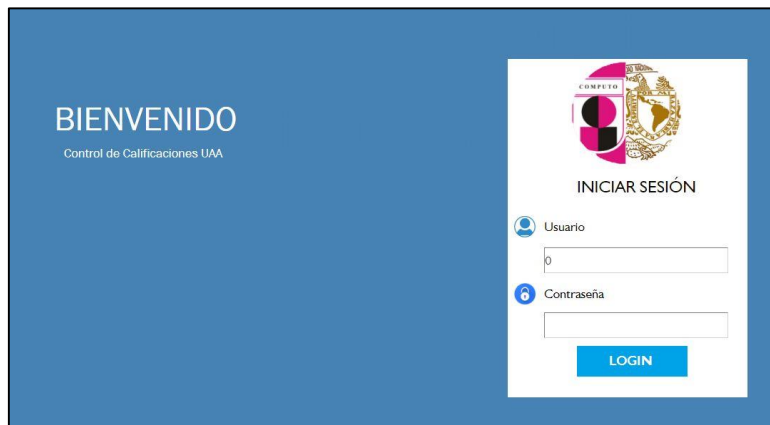 BIENVENIDO
Control de Calificaciones UAA
COMPUTO
INICIAR SESIÓN
Usuario
0
Contraseña
LOGIN